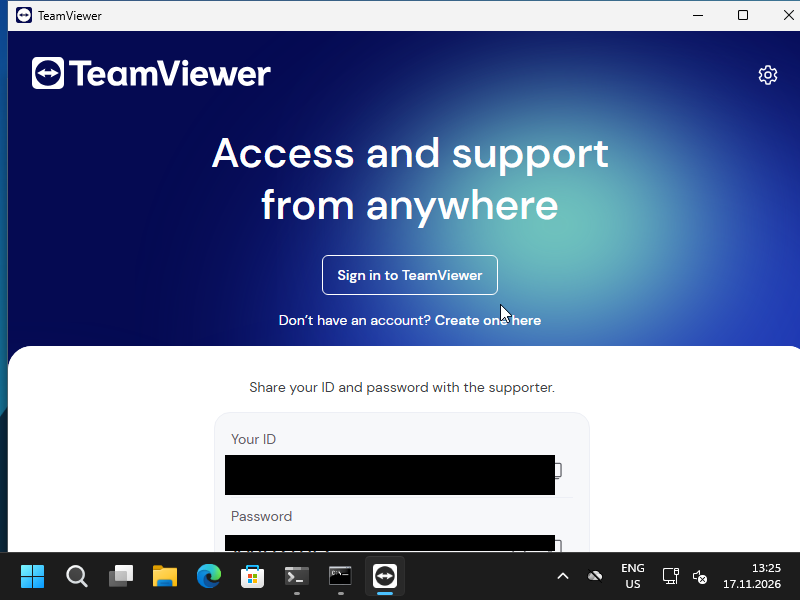 TeamViewer
TeamViewer
Access and support
from anywhere
Sign in to TeamViewer
Don't have an account? Create one here
Share your ID and password with the supporter.
Your ID
Password
ENG
US
13:25
17.11.2026